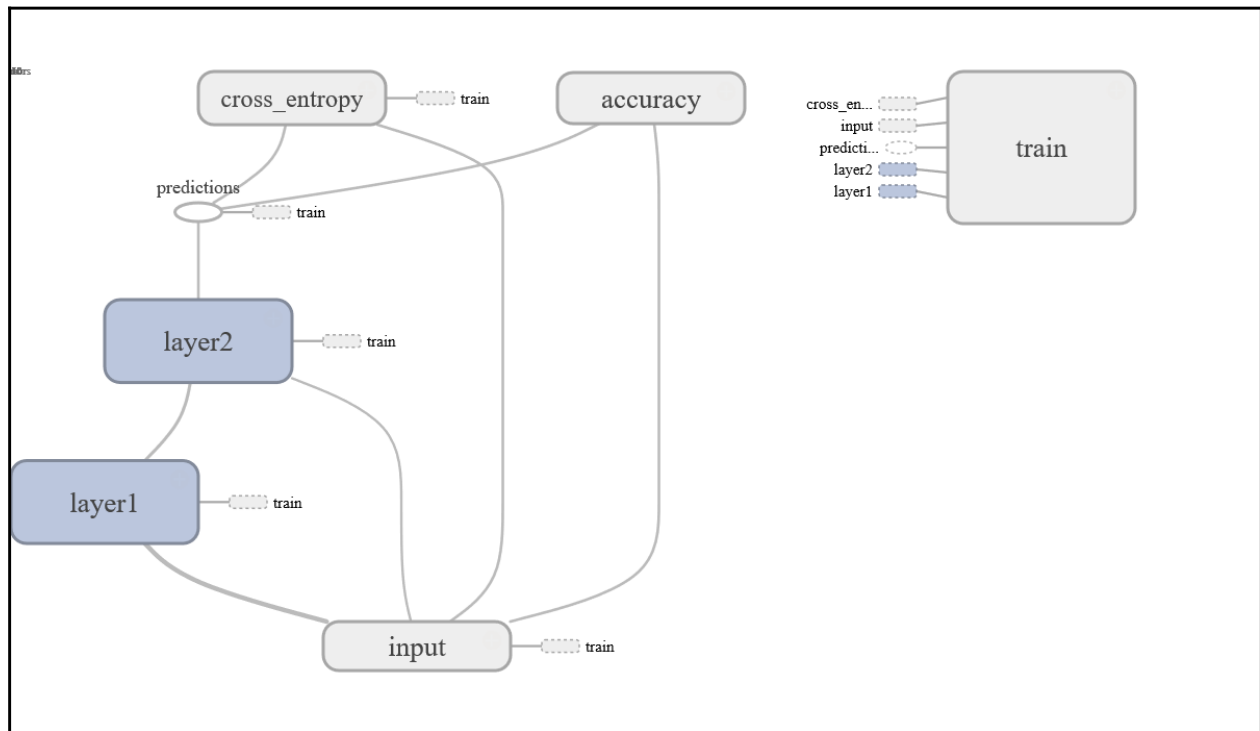 cross_entropy
train
accuracy
cross_en...
input
predicti...
layer2
layer1
train
predictions
train
layer2
train
layer1
train
input
train